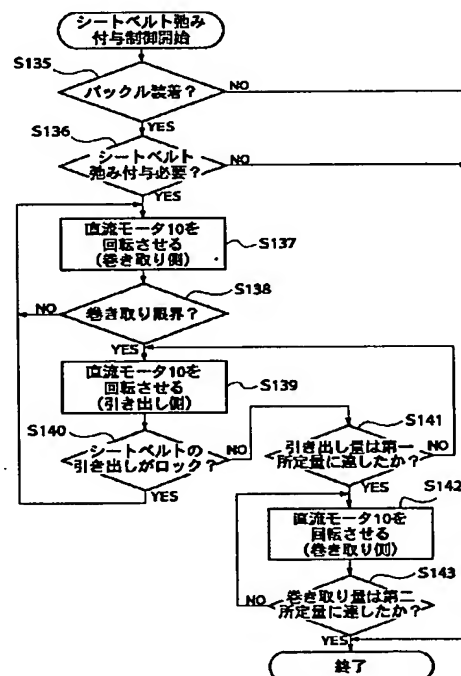 シートベルト弛み
付与制御開始
S135
バックル装着?
NO
YES
S136
シートベルト
弛み付与必要?
NO
YES
直流モータ10を
回転させる
(巻き取り側)
S137
S138
巻き取り限界?
NO
YES
直流モータ10を
回転させる
(引き出し側)
S139
S140
シートベルトの
引き出しがロック?
NO
YES
S141
引き出し量は第一
所定量に達したか?
NO
YES
S142
直流モータ10を
回転させる
(巻き取り側)
S143
巻き取り量は第二
所定量に達したか?
NO
YES
終了